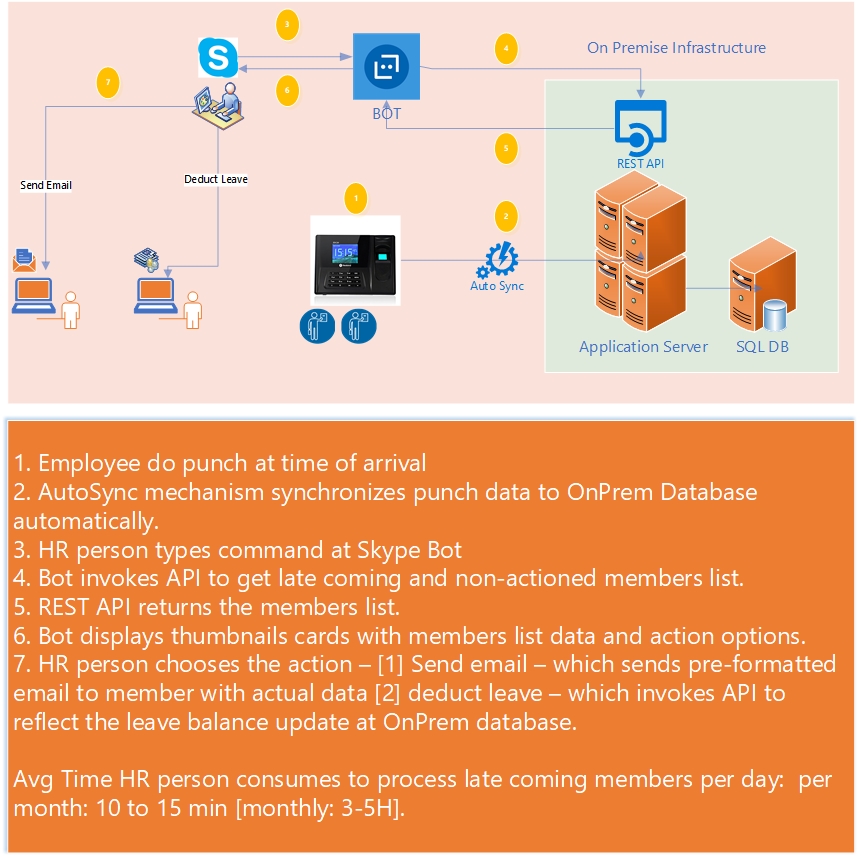 3
4
On Premise Infrastructure
7
6
BOT
5
REST API
Send Email
Deduct Leave
1
2
Auto Sync
Application Server
SQL DB
1. Employee do punch at time of arrival
2. AutoSync mechanism synchronizes punch data to OnPrem Database
automatically.
3. HR person types command at Skype Bot
4. Bot invokes API to get late coming and non-actioned members list.
5. REST API returns the members list.
6. Bot displays thumbnails cards with members list data and action options.
7. HR person chooses the action – [1] Send email – which sends pre-formatted
email to member with actual data [2] deduct leave – which invokes API to
reflect the leave balance update at OnPrem database.
Avg Time HR person consumes to process late coming members per day:  per
month: 10 to 15 min [monthly: 3-5H].